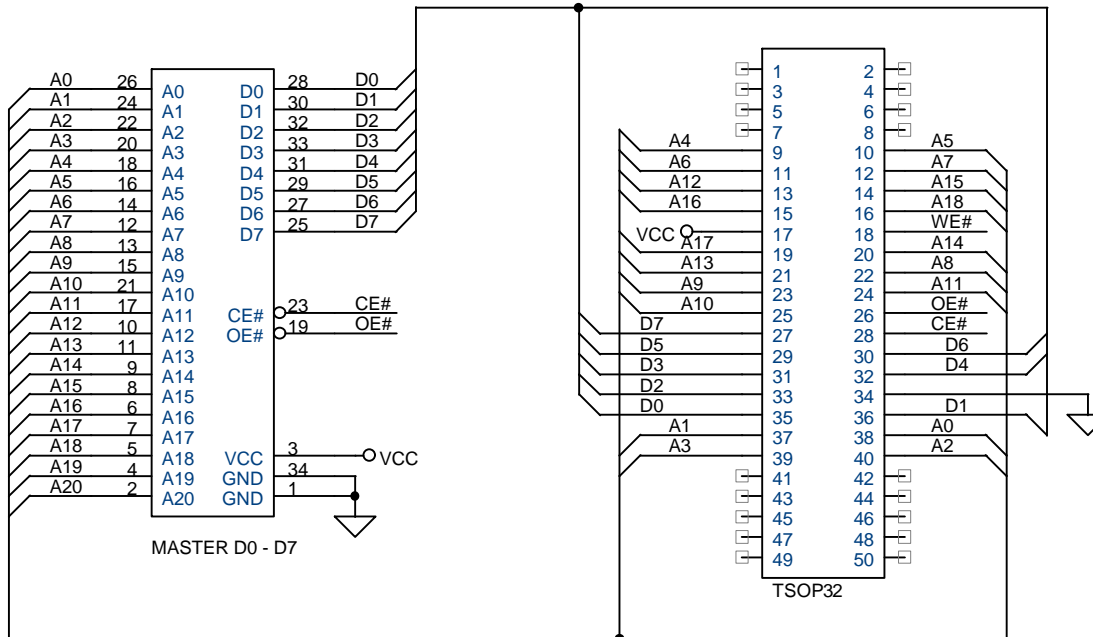 A0 26 A0 D0 28 D0
A1 24 A1 D1 30 D1
A2 22 A2 D2 32 D2
A3 20 A3 D3 33 D3
A4 18 A4 D4 31 D4
A5 16 A5 D5 29 D5
A6 14 A6 D6 27 D6
A7 12 A7 D7 25 D7
A8 13 A8
A9 15 A9
A10 21 A10
A11 17 A11 CE# 23 CE#
A12 10 A12 OE# 19 OE#
A13 11 A13
A14 9 A14
A15 8 A15
A16 6 A16
A17 7 A17
A18 5 A18 VCC 3 VCC
A19 4 A19 GND 34
A20 2 A20 GND 1
MASTER D0 - D7
1 2
3 4
5 6
7 8
A4 9 10 A5
A6 11 12 A7
A12 13 14 A15
A16 15 16 A18
VCC 17 18 WE#
A17 19 20 A14
A13 21 22 A8
A9 23 24 A11
A10 25 26 OE#
D7 27 28 CE#
D5 29 30 D6
D3 31 32 D4
D2 33 34
D0 35 36 D1
A1 37 38 A0
A3 39 40 A2
41 42
43 44
45 46
47 48
49 50
TSOP32